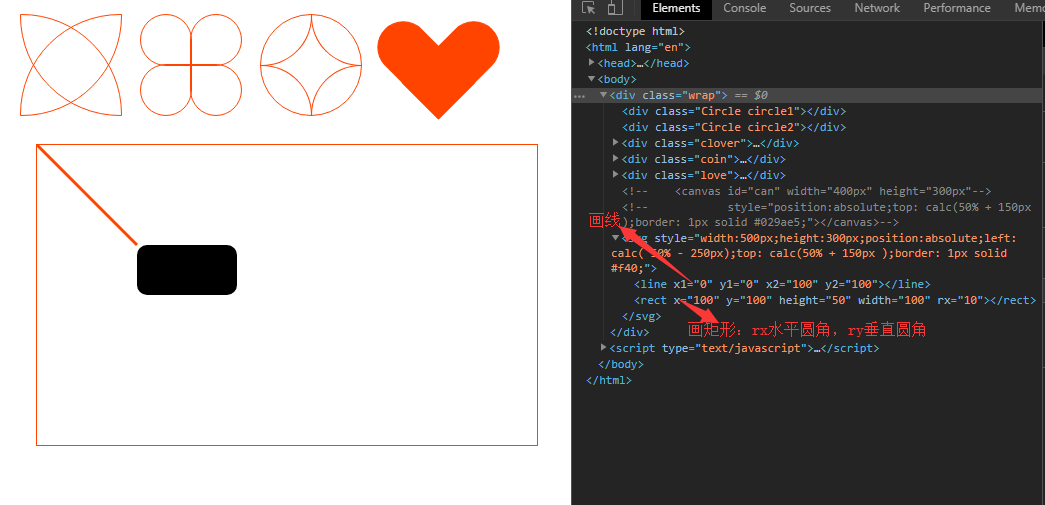 Elements Console Sources Network Performance Memo
<!doctype html>
<html lang="en">
<head>…</head>
<body>
… <div class="wrap"> == $0
<div class="Circle circle1"></div>
<div class="Circle circle2"></div>
<div class="clover">…</div>
<div class="coin">…</div>
<div class="love">…</div>
<!-- <canvas id="can" width="400px" height="300px"-->
<!-- style="position:absolute;top: calc(50% + 150px
);border: 1px solid #029ae5;"></canvas>-->
画线
style="width:500px;height:300px;position:absolute;left:
calc( 50% - 250px);top: calc(50% + 150px );border: 1px solid
#f40;">
<line x1="0" y1="0" x2="100" y2="100"></line>
<rect x="100" y="100" height="50" width="100" rx="10"></rect>
</svg>
画矩形：rx水平圆角，ry垂直圆角
</div>
<script type="text/javascript">…</script>
</body>
</html>